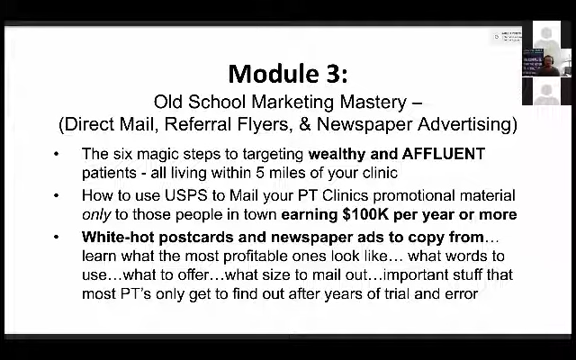 Module 3:
Old School Marketing Mastery –
(Direct Mail, Referral Flyers, & Newspaper Advertising)
• The six magic steps to targeting wealthy and AFFLUENT
patients - all living within 5 miles of your clinic
• How to use USPS to Mail your PT Clinics promotional material
only to those people in town earning $100K per year or more
• White-hot postcards and newspaper ads to copy from…
learn what the most profitable ones look like… what words to
use…what to offer…what size to mail out…important stuff that
most PT's only get to find out after years of trial and error